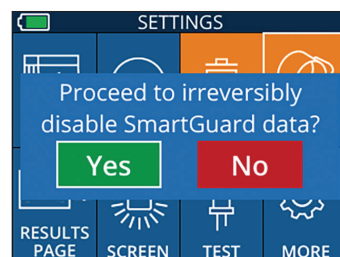 SETTINGS
Proceed to irreversibly
disable SmartGuard data?
Yes No
RESULTS
PAGE SCREEN TEST MORE